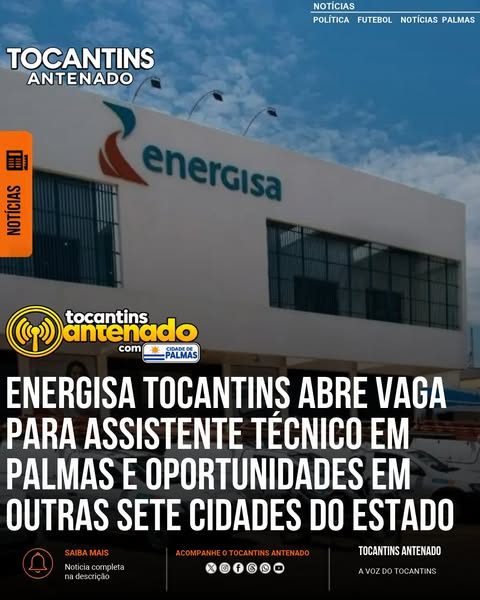 NOTÍCIAS
POLÍTICA FUTEBOL NOTÍCIAS PALMAS
TOCANTINS
ANTENADO
energisa
NOTÍCIAS
tocantins
antenado
com
CIDADE DE
PALMAS
ENERGISA TOCANTINS ABRE VAGA
PARA ASSISTENTE TÉCNICO EM
PALMAS E OPORTUNIDADES EM
OUTRAS SETE CIDADES DO ESTADO
SAIBA MAIS
Noticia completa
na descrição
ACOMPANHE O TOCANTINS ANTENADO
TOCANTINS ANTENADO
A VOZ DO TOCANTINS